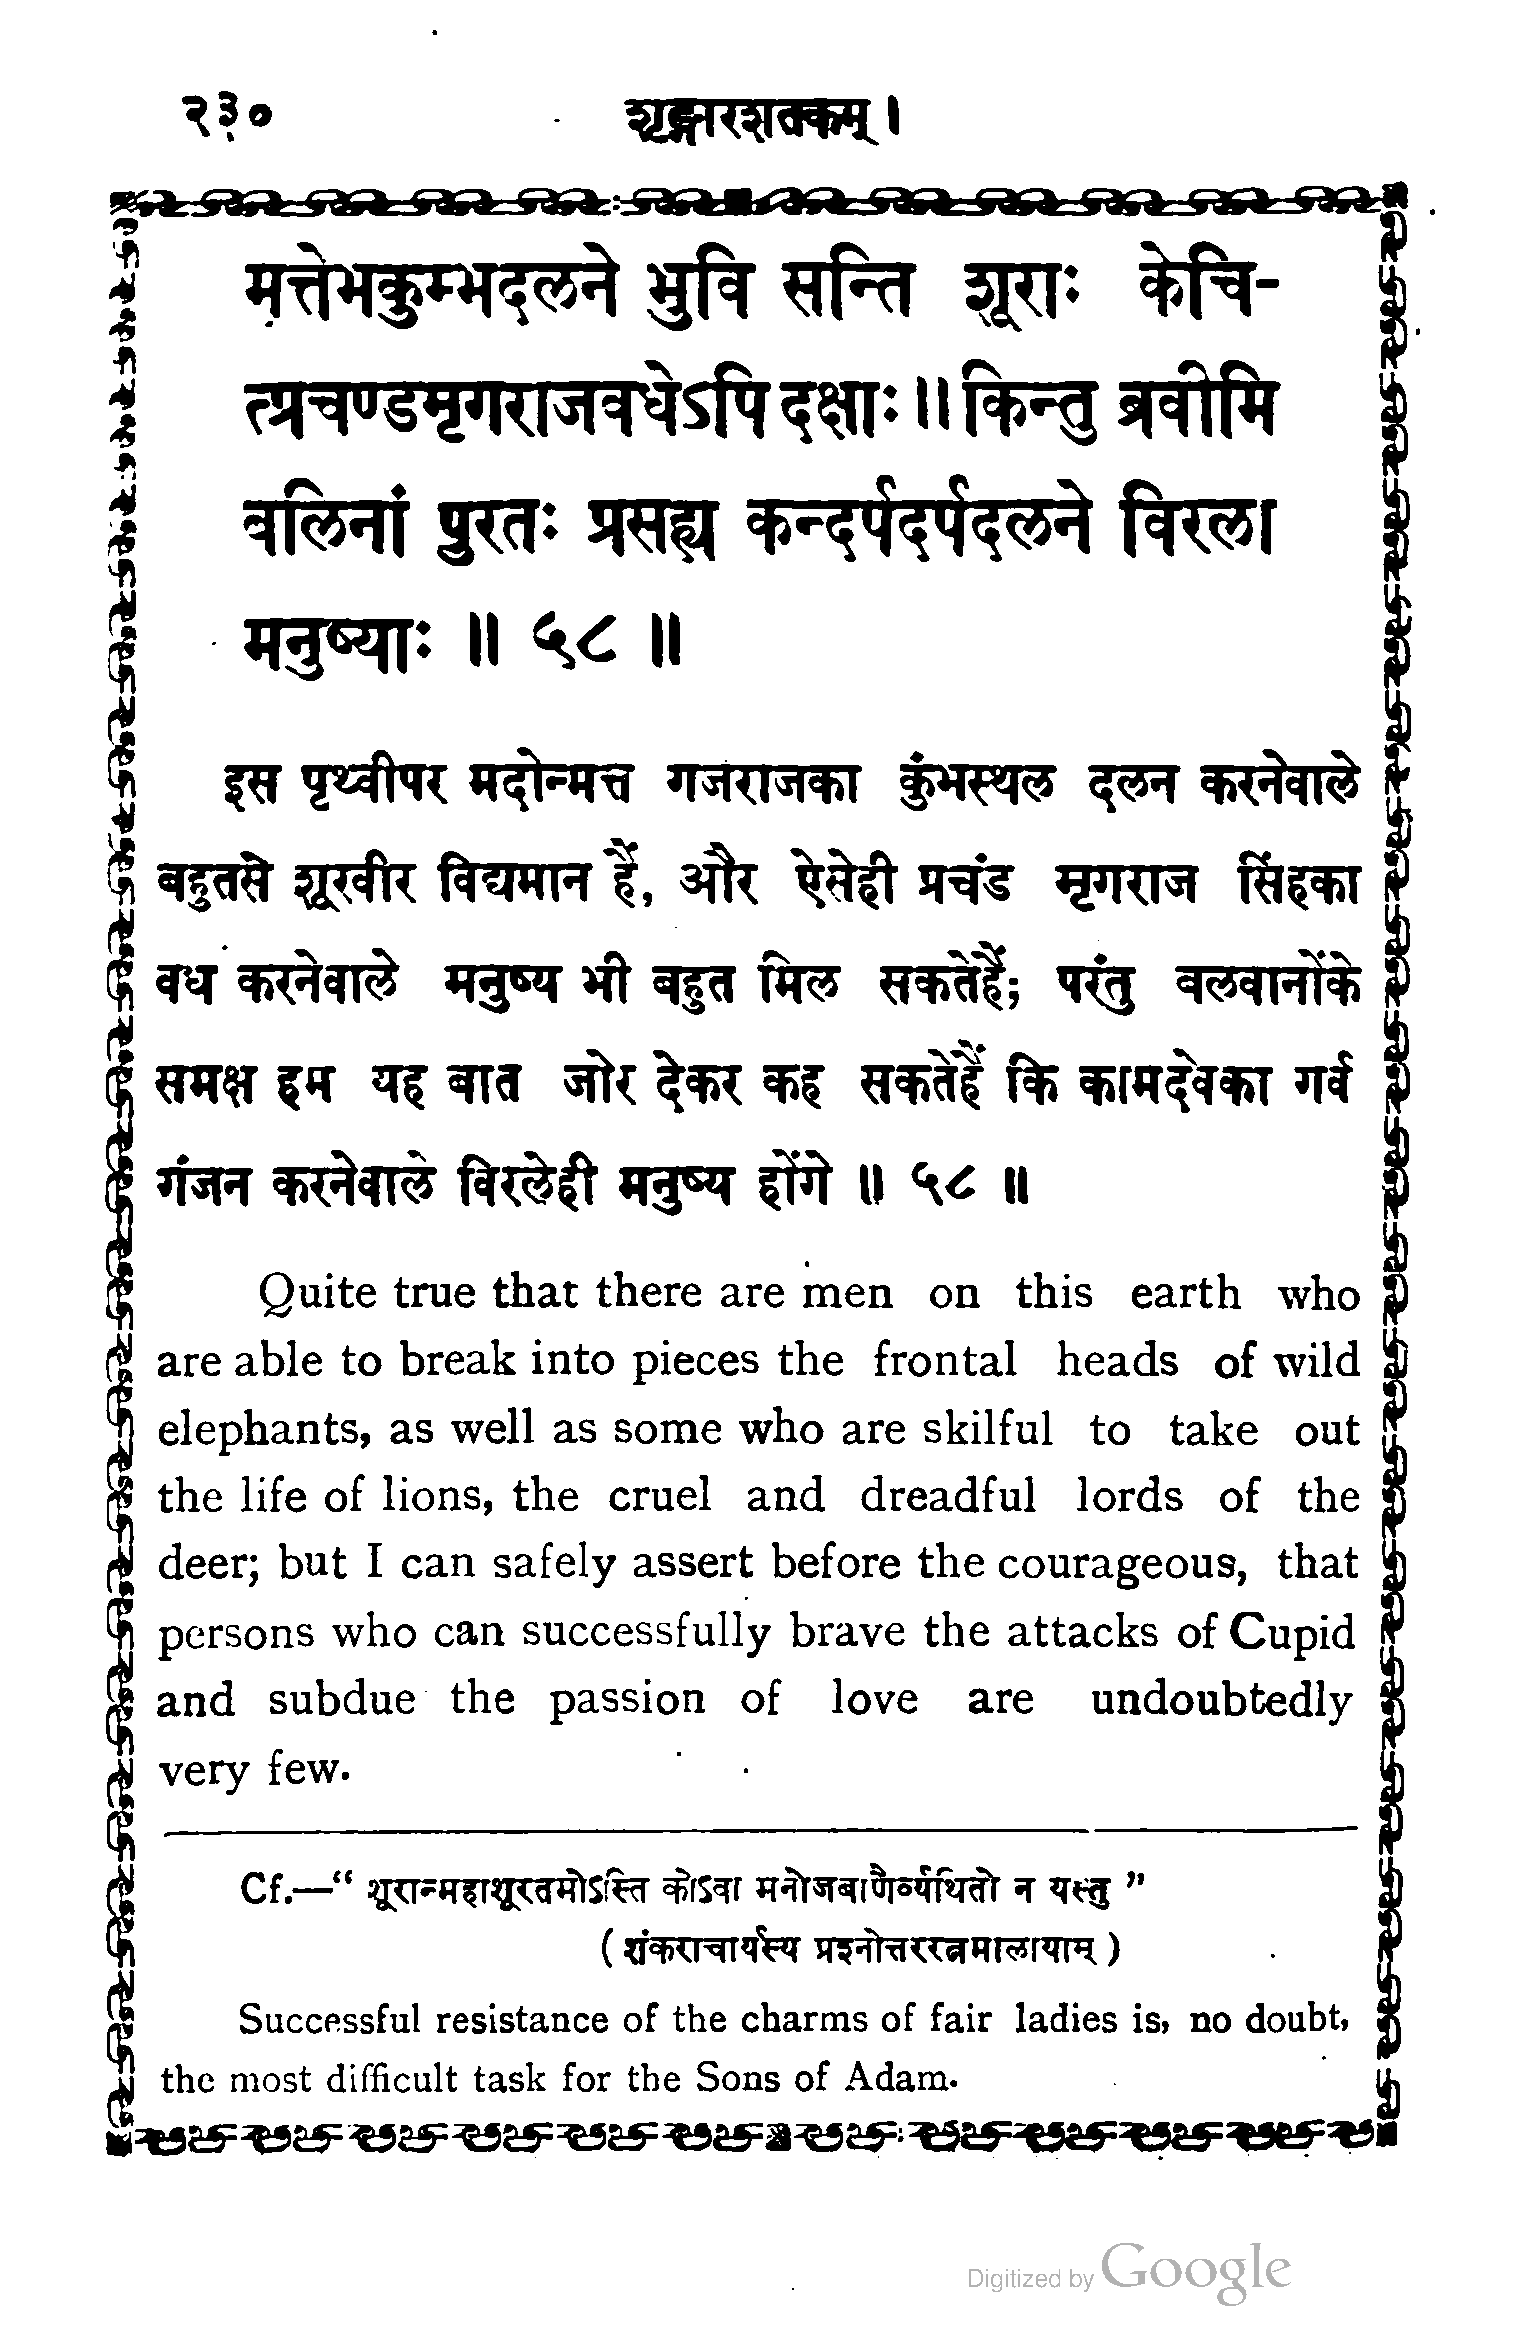 २३० शृङ्गारशतकम् ।
मत्तेभकुम्भदलने भुवि सन्ति शूराः केचि-
त्प्रचण्डमृगराजवधेऽपि दक्षाः ॥ किन्तु ब्रवीमि
वलिनां पुरतः प्रसह्य कन्दर्पदर्पदलने विरला
मनुष्याः ॥ ५८ ॥
इस पृथ्वीपर मदोन्मत्त गजराजका कुंभस्थल दलन करनेवाले
बहुतसे शूरवीर विद्यमान हैं, और ऐसेही प्रचंड मृगराज सिंहका
वध करनेवाले मनुष्य भी बहुत मिल सकतेहैं; परंतु वलवानोंके
समक्ष हम यह बात जोर देकर कह सकतेहैं कि कामदेवका गर्व
गंजन करनेवाले विरलेही मनुष्य होंगे ॥ ५८ ॥
Quite true that there are men on this earth who
are able to break into pieces the frontal heads of wild
elephants, as well as some who are skilful to take out
the life of lions, the cruel and dreadful lords of the
deer; but I can safely assert before the courageous, that
persons who can successfully brave the attacks of Cupid
and subdue the passion of love are undoubtedly
very few.
Cf.—“ शूरान्महाशूरतमोऽस्ति कोऽवा मनोजबाणैर्व्यथितो न यस्तु ”
( शंकराचार्यस्य प्रश्नोत्तररत्नमालायाम् )
Successful resistance of the charms of fair ladies is, no doubt,
the most difficult task for the Sons of Adam.
Digitized by Google